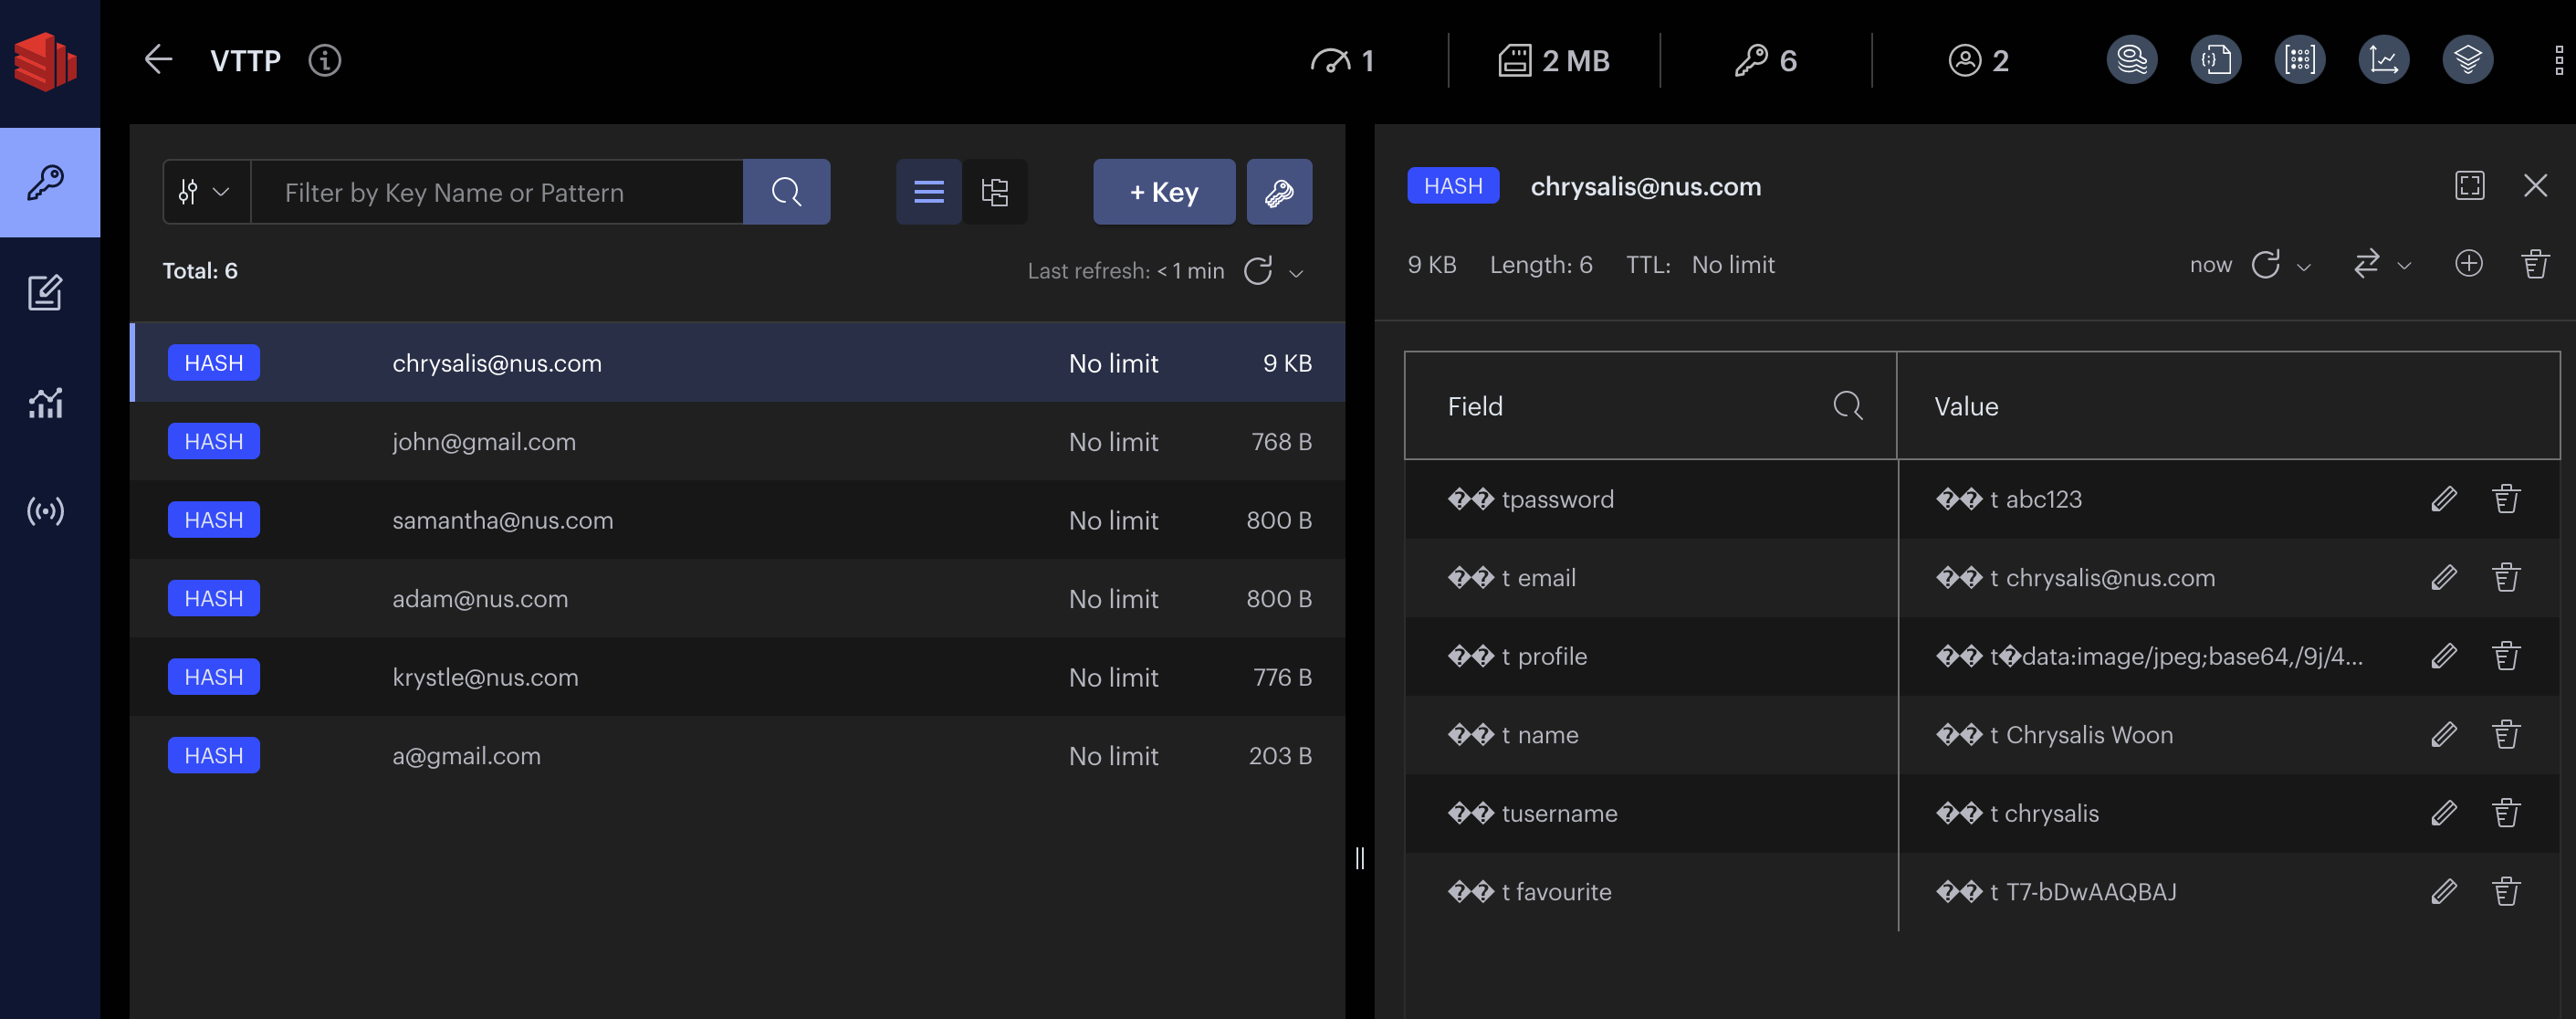 VTTP
1
2 MB
6
2
Filter by Key Name or Pattern
+ Key
Total: 6
Last refresh: < 1 min
HASH chrysalis@nus.com No limit 9 KB
HASH john@gmail.com No limit 768 B
HASH samantha@nus.com No limit 800 B
HASH adam@nus.com No limit 800 B
HASH krystle@nus.com No limit 776 B
HASH a@gmail.com No limit 203 B
HASH chrysalis@nus.com
9 KB Length: 6 TTL: No limit now
Field Value
�� tpassword �� t abc123
�� t email �� t chrysalis@nus.com
�� t profile �� t�data:image/jpeg;base64,/9j/4...
�� t name �� t Chrysalis Woon
�� tusername �� t chrysalis
�� t favourite �� t T7-bDwAAQBAJ